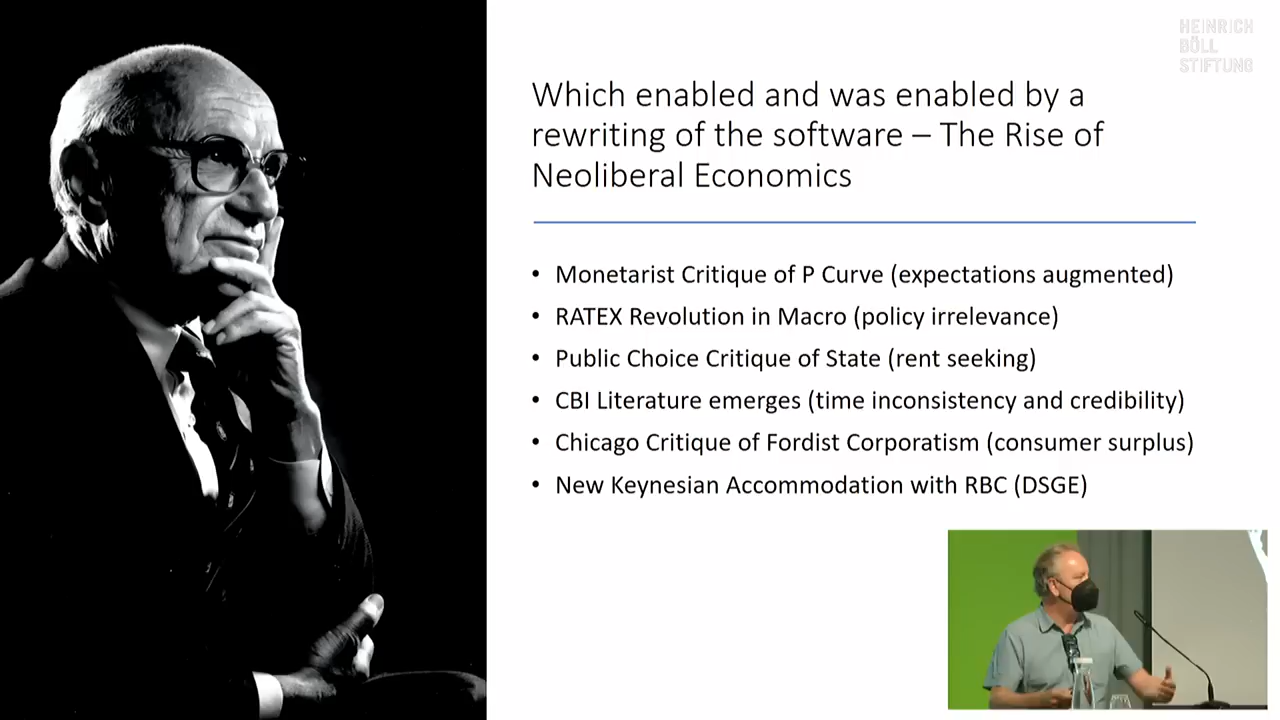 HEINRICH
BÖLL
STIFTUNG
Which enabled and was enabled by a
rewriting of the software – The Rise of
Neoliberal Economics
• Monetarist Critique of P Curve (expectations augmented)
• RATEX Revolution in Macro (policy irrelevance)
• Public Choice Critique of State (rent seeking)
• CBI Literature emerges (time inconsistency and credibility)
• Chicago Critique of Fordist Corporatism (consumer surplus)
• New Keynesian Accommodation with RBC (DSGE)